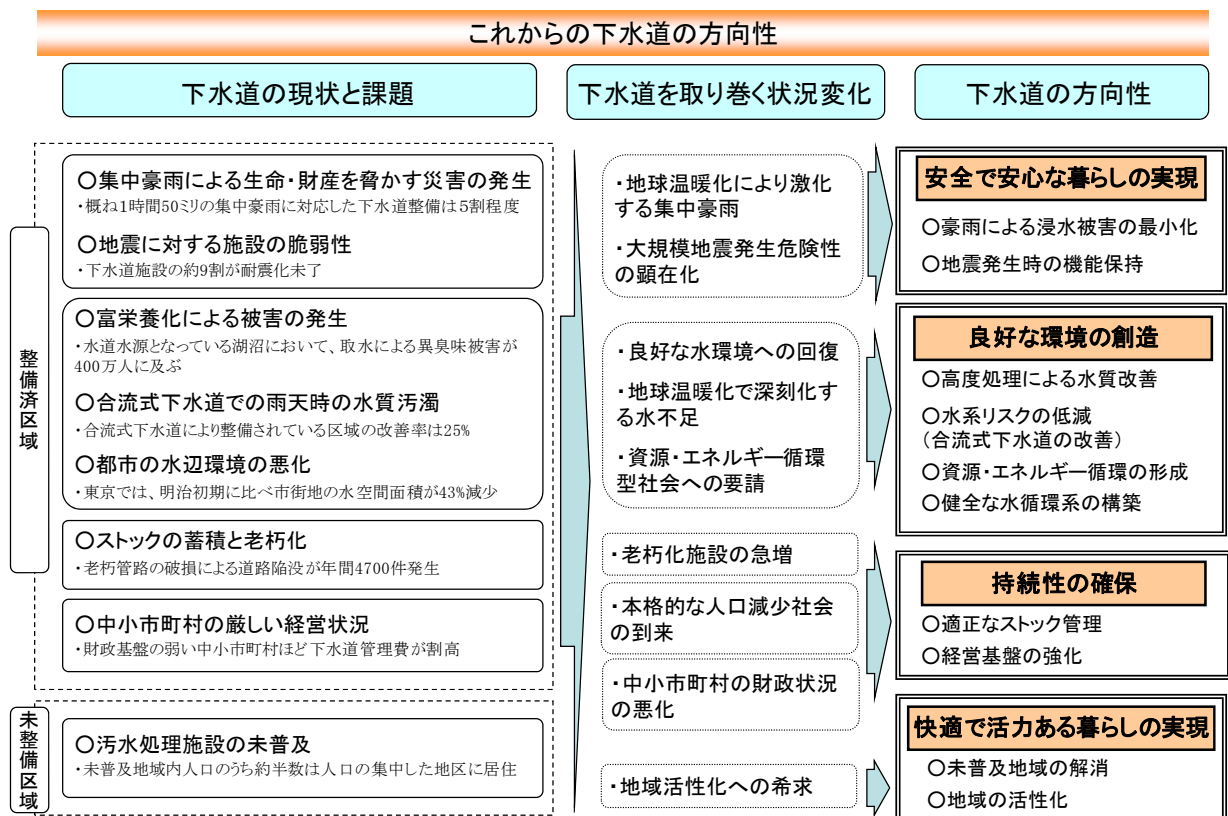 これからの下水道の方向性
下水道の現状と課題
下水道を取り巻く状況変化
下水道の方向性
整備済区域
○集中豪雨による生命・財産を脅かす災害の発生
・概ね1時間50ミリの集中豪雨に対応した下水道整備は5割程度
○地震に対する施設の脆弱性
・下水道施設の約9割が耐震化未了
○富栄養化による被害の発生
・水道水源となっている湖沼において、取水による異臭味被害が
400万人に及ぶ
○合流式下水道での雨天時の水質汚濁
・合流式下水道により整備されている区域の改善率は25%
○都市の水辺環境の悪化
・東京では、明治初期に比べ市街地の水空間面積が43%減少
○ストックの蓄積と老朽化
・老朽管路の破損による道路陥没が年間4700件発生
○中小市町村の厳しい経営状況
・財政基盤の弱い中小市町村ほど下水道管理費が割高
未整備区域
○汚水処理施設の未普及
・未普及地域内人口のうち約半数は人口の集中した地区に居住
・地球温暖化により激化
する集中豪雨
・大規模地震発生危険性
の顕在化
・良好な水環境への回復
・地球温暖化で深刻化す
る水不足
・資源・エネルギー循環
型社会への要請
・老朽化施設の急増
・本格的な人口減少社会
の到来
・中小市町村の財政状況
の悪化
・地域活性化への希求
安全で安心な暮らしの実現
○豪雨による浸水被害の最小化
○地震発生時の機能保持
良好な環境の創造
○高度処理による水質改善
○水系リスクの低減
(合流式下水道の改善)
○資源・エネルギー循環の形成
○健全な水循環系の構築
持続性の確保
○適正なストック管理
○経営基盤の強化
快適で活力ある暮らしの実現
○未普及地域の解消
○地域の活性化